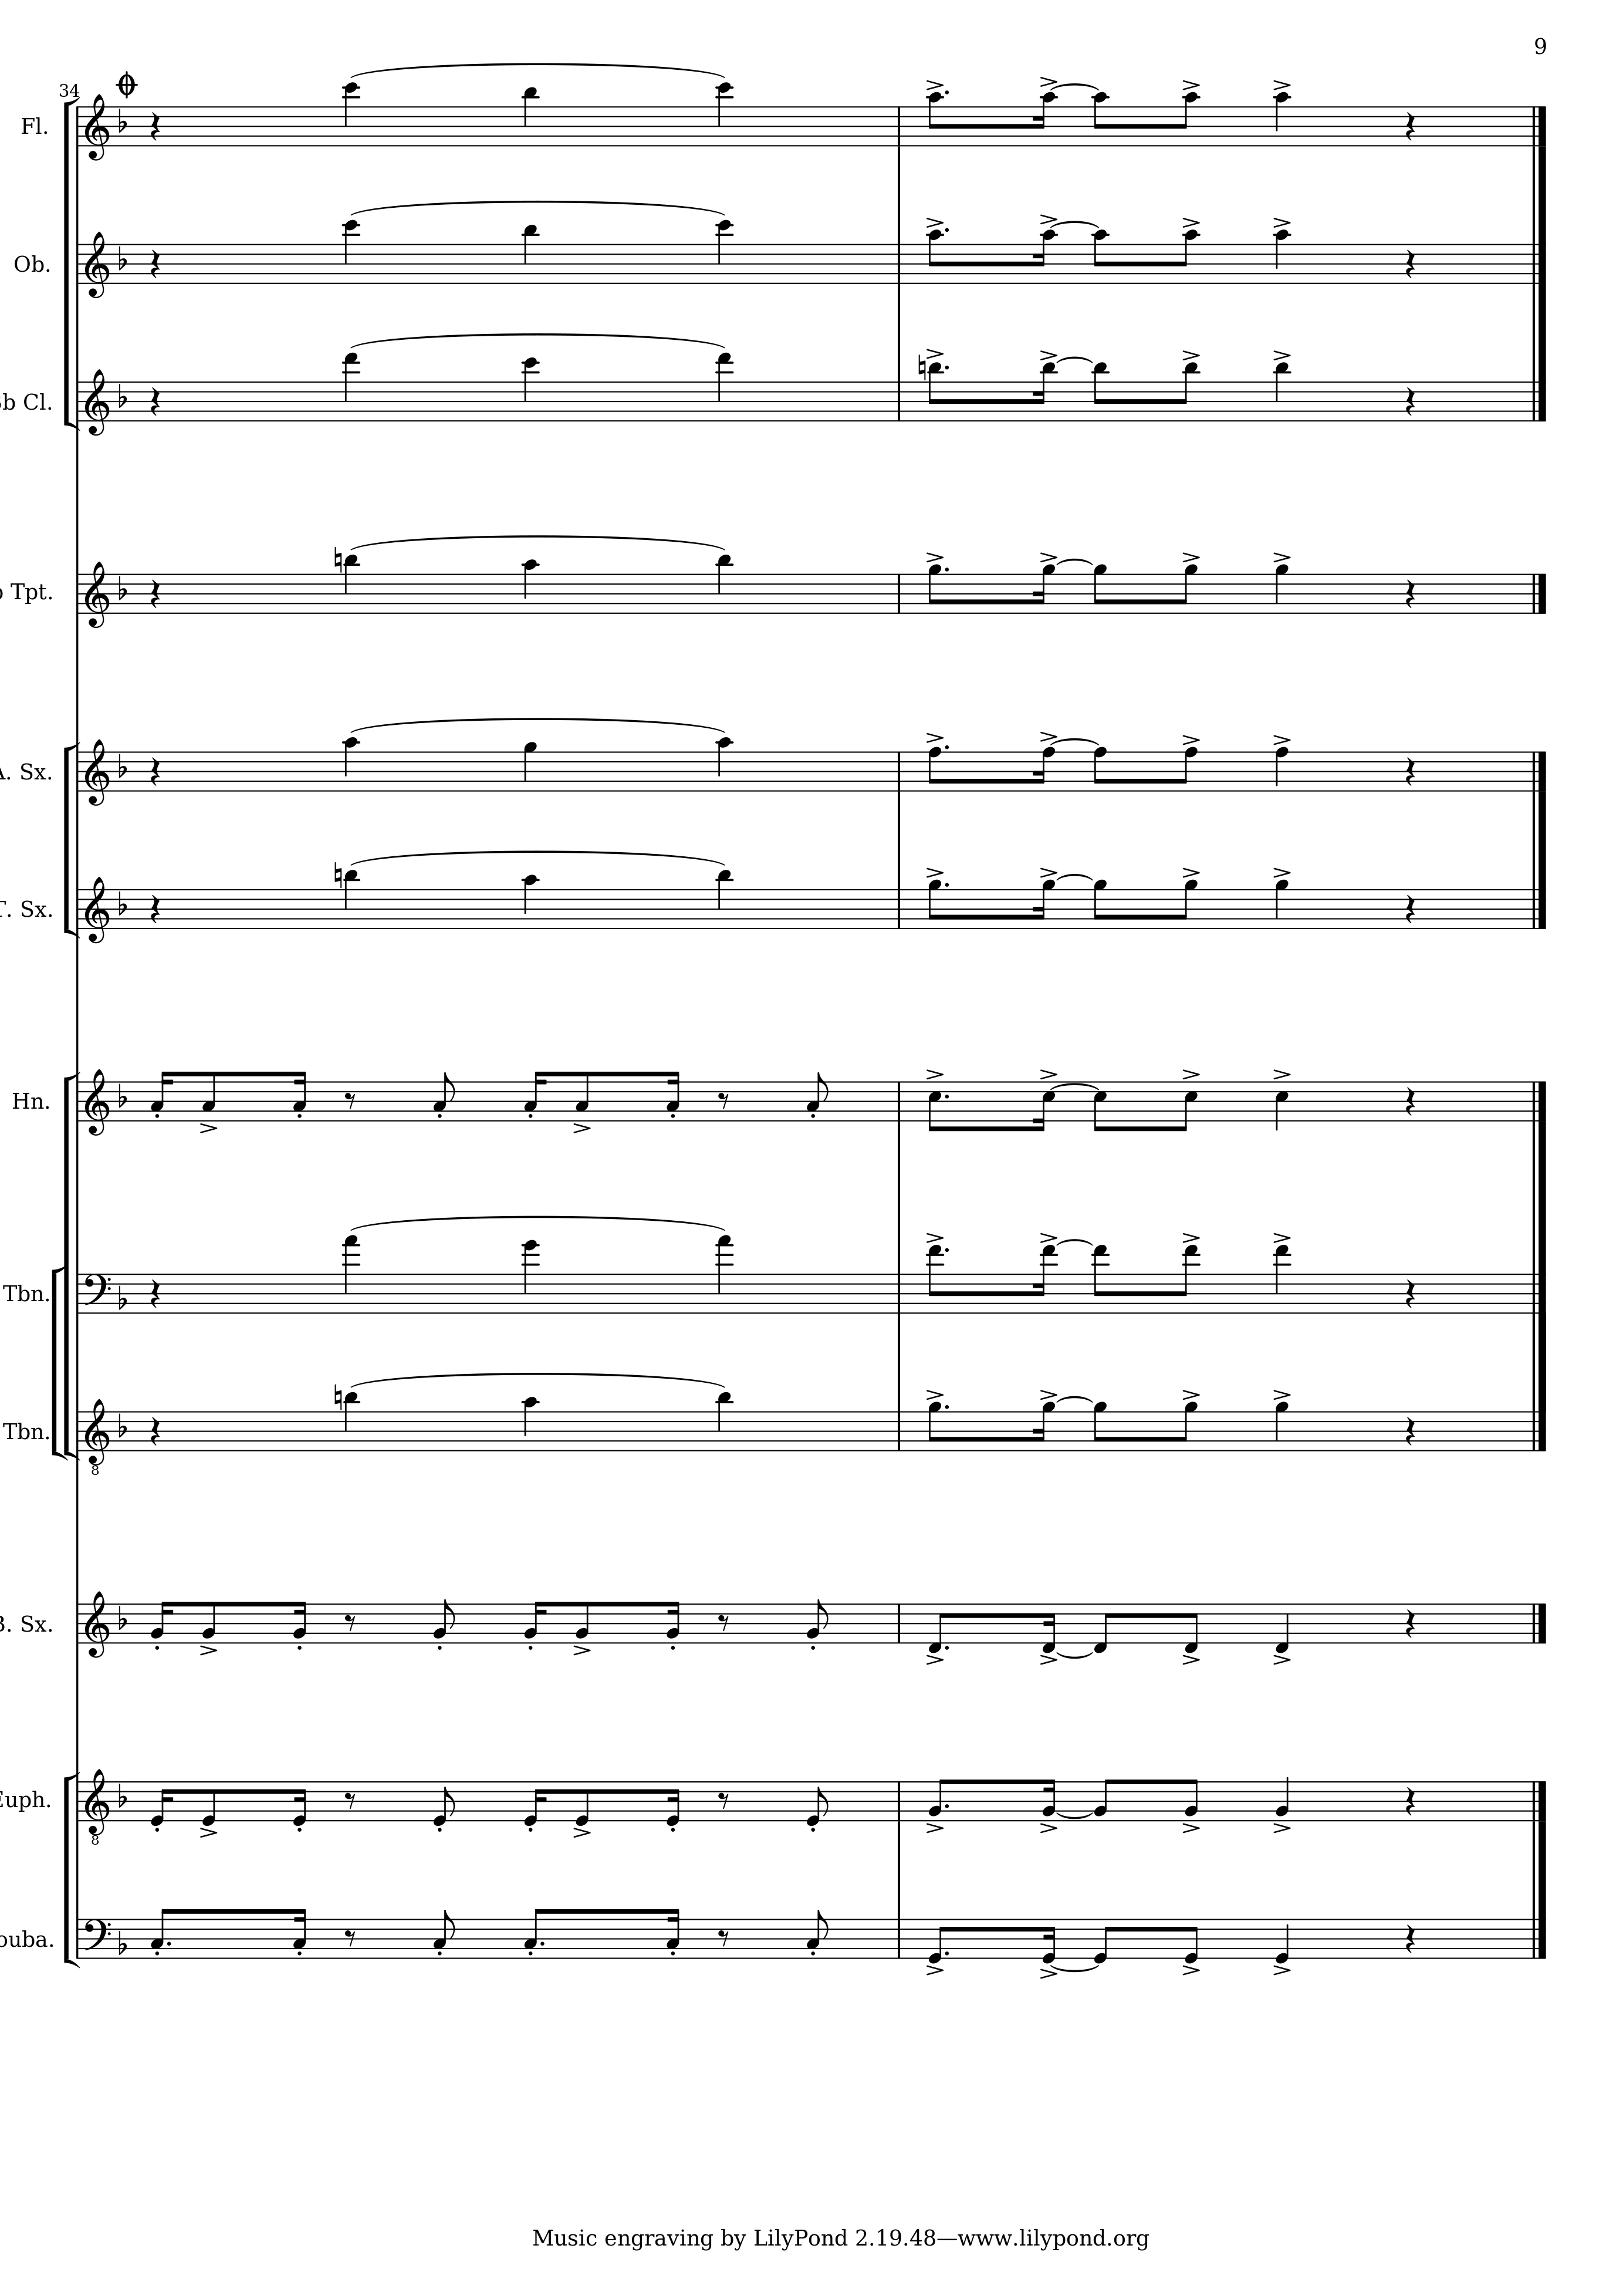 9
34
Fl.
Ob.
b Cl.
Tpt.
A. Sx.
T. Sx.
Hn.
Tbn.
Tbn.
8
B. Sx.
Euph.
8
ouba.
Music engraving by LilyPond 2.19.48—www.lilypond.org